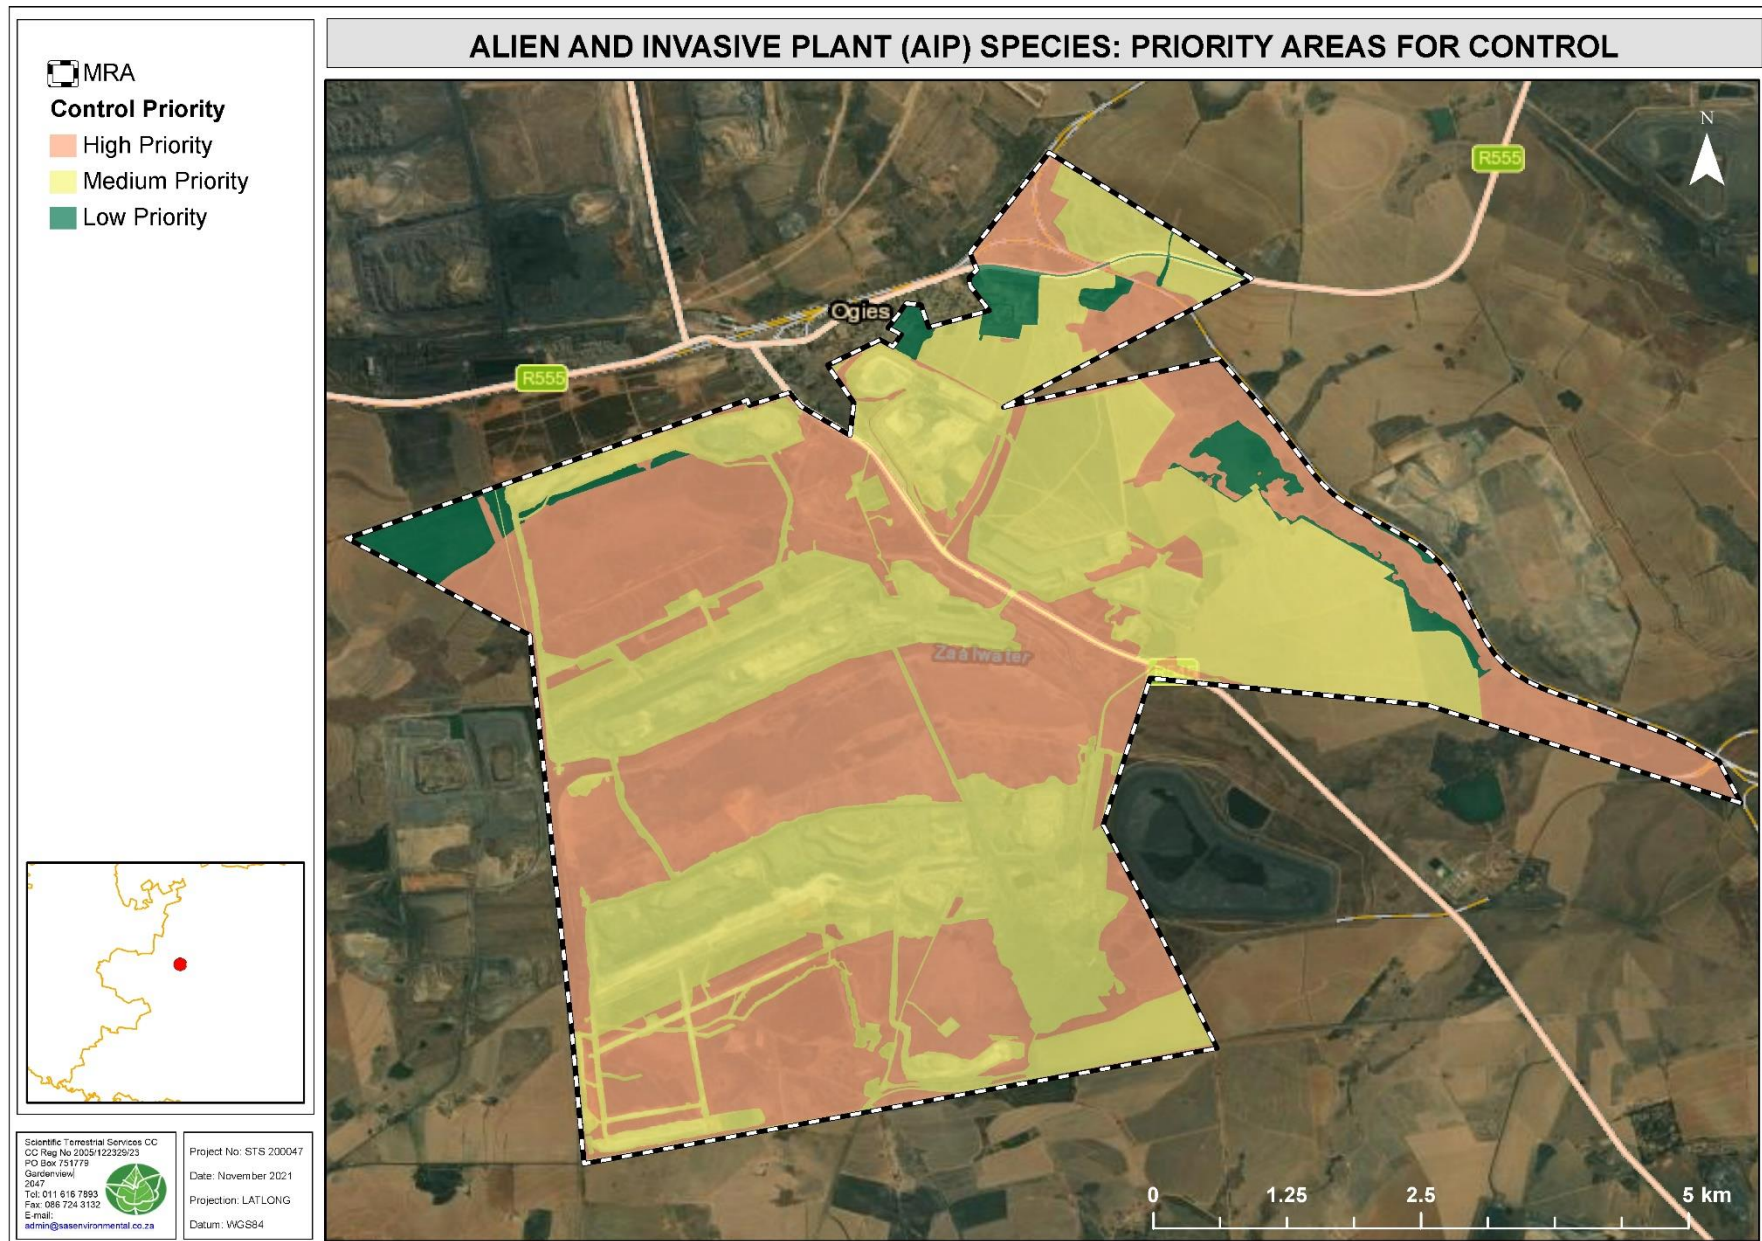 ALIEN AND INVASIVE PLANT (AIP) SPECIES: PRIORITY AREAS FOR CONTROL
MRA
Control Priority
High Priority
Medium Priority
Low Priority
N
R555
Ogies
R555
Zaalwater
0 1.25 2.5 5 km
Scientific Terrestrial Services CC
CC Reg No 2005/122329/23
PO Box 751779
Gardenview
2047
Tel: 011 616 7893
Fax: 086 724 3132
E-mail:
admin@sasenvironmental.co.za
Project No: STS 200047
Date: November 2021
Projection: LATLONG
Datum: WGS84